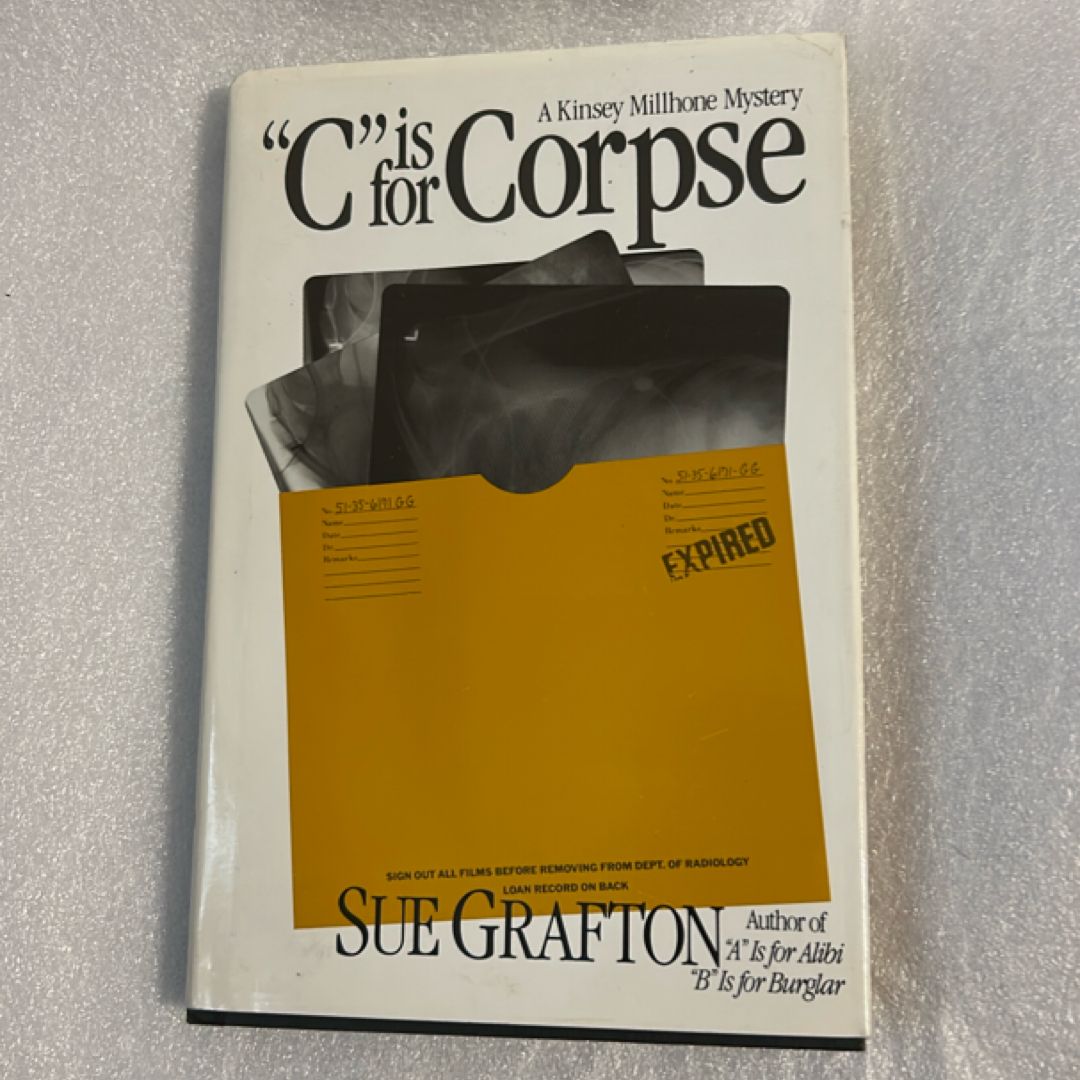 A Kinsey Millhone Mystery
"C" is for Corpse
No. 51-35-6191 GG
Name
Date
Dr.
Remarks
No. 51-35-6171-GG
Name
Date
Dr.
Remarks
EXPIRED
SIGN OUT ALL FILMS BEFORE REMOVING FROM DEPT. OF RADIOLOGY
LOAN RECORD ON BACK
SUE GRAFTON
Author of
"A" Is for Alibi
"B" Is for Burglar